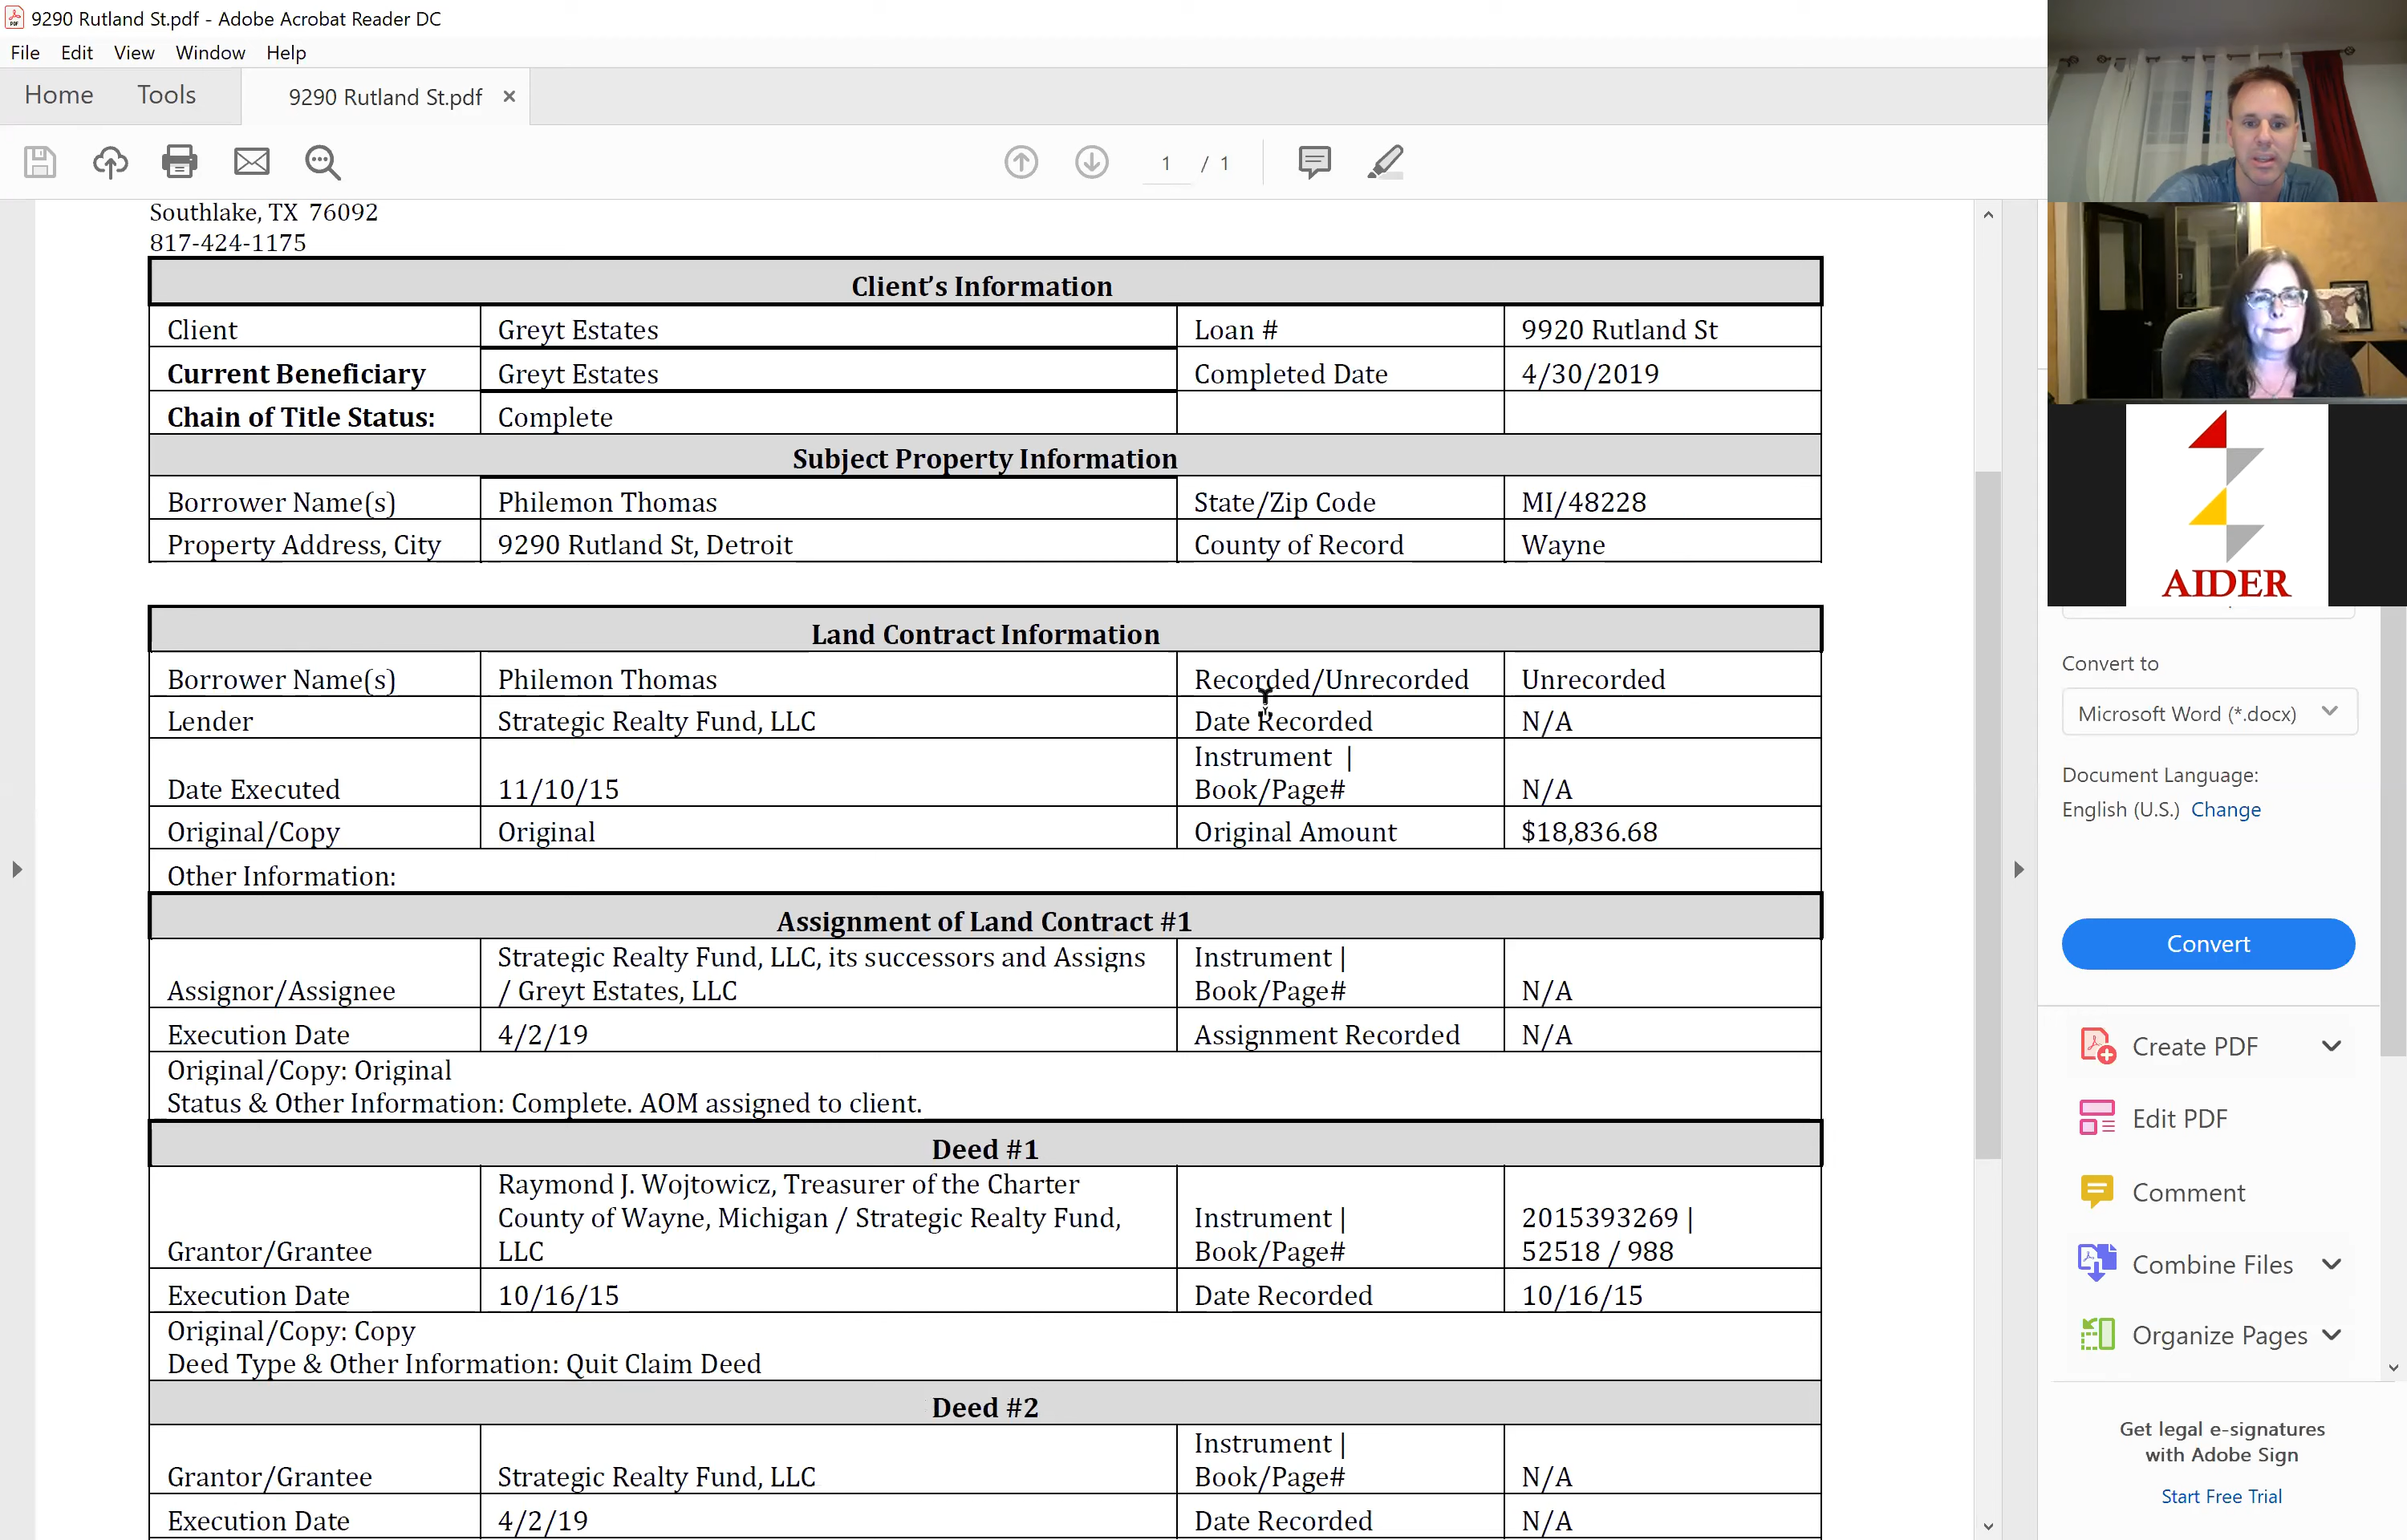 9290 Rutland St.pdf - Adobe Acrobat Reader DC
File Edit View Window Help
Home Tools 9290 Rutland St.pdf ×
1 / 1
Southlake, TX 76092
817-424-1175
Client's Information
Client Greyt Estates Loan # 9920 Rutland St
Current Beneficiary Greyt Estates Completed Date 4/30/2019
Chain of Title Status: Complete
Subject Property Information
Borrower Name(s) Philemon Thomas State/Zip Code MI/48228
Property Address, City 9290 Rutland St, Detroit County of Record Wayne
Land Contract Information
Borrower Name(s) Philemon Thomas Recorded/Unrecorded Unrecorded
Lender Strategic Realty Fund, LLC Date Recorded N/A
Instrument |
Date Executed 11/10/15 Book/Page# N/A
Original/Copy Original Original Amount $18,836.68
Other Information:
Assignment of Land Contract #1
Strategic Realty Fund, LLC, its successors and Assigns Instrument |
Assignor/Assignee / Greyt Estates, LLC Book/Page# N/A
Execution Date 4/2/19 Assignment Recorded N/A
Original/Copy: Original
Status & Other Information: Complete. AOM assigned to client.
Deed #1
Raymond J. Wojtowicz, Treasurer of the Charter
County of Wayne, Michigan / Strategic Realty Fund, Instrument | 2015393269 |
Grantor/Grantee LLC Book/Page# 52518 / 988
Execution Date 10/16/15 Date Recorded 10/16/15
Original/Copy: Copy
Deed Type & Other Information: Quit Claim Deed
Deed #2
Instrument |
Grantor/Grantee Strategic Realty Fund, LLC Book/Page# N/A
Execution Date 4/2/19 Date Recorded N/A
AIDER
Convert to
Microsoft Word (*.docx)
Document Language:
English (U.S.) Change
Convert
Create PDF
Edit PDF
Comment
Combine Files
Organize Pages
Get legal e-signatures
with Adobe Sign
Start Free Trial